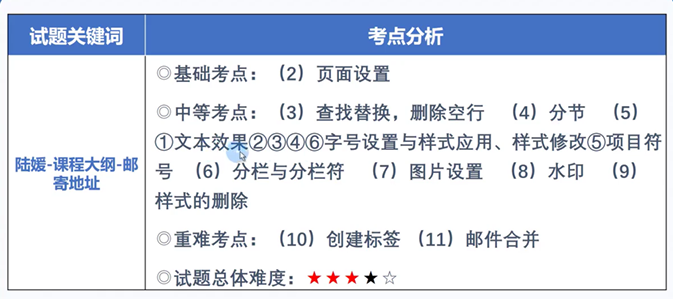 试题关键词
考点分析
陆媛-课程大纲-邮
寄地址
◎基础考点：（2）页面设置
◎中等考点：（3）查找替换，删除空行 （4）分节 （5）
①文本效果②③④⑥字号设置与样式应用、样式修改⑤项目符
号 （6）分栏与分栏符 （7）图片设置 （8）水印 （9）
样式的删除
◎重难考点：（10）创建标签 （11）邮件合并
◎试题总体难度：★★★★☆